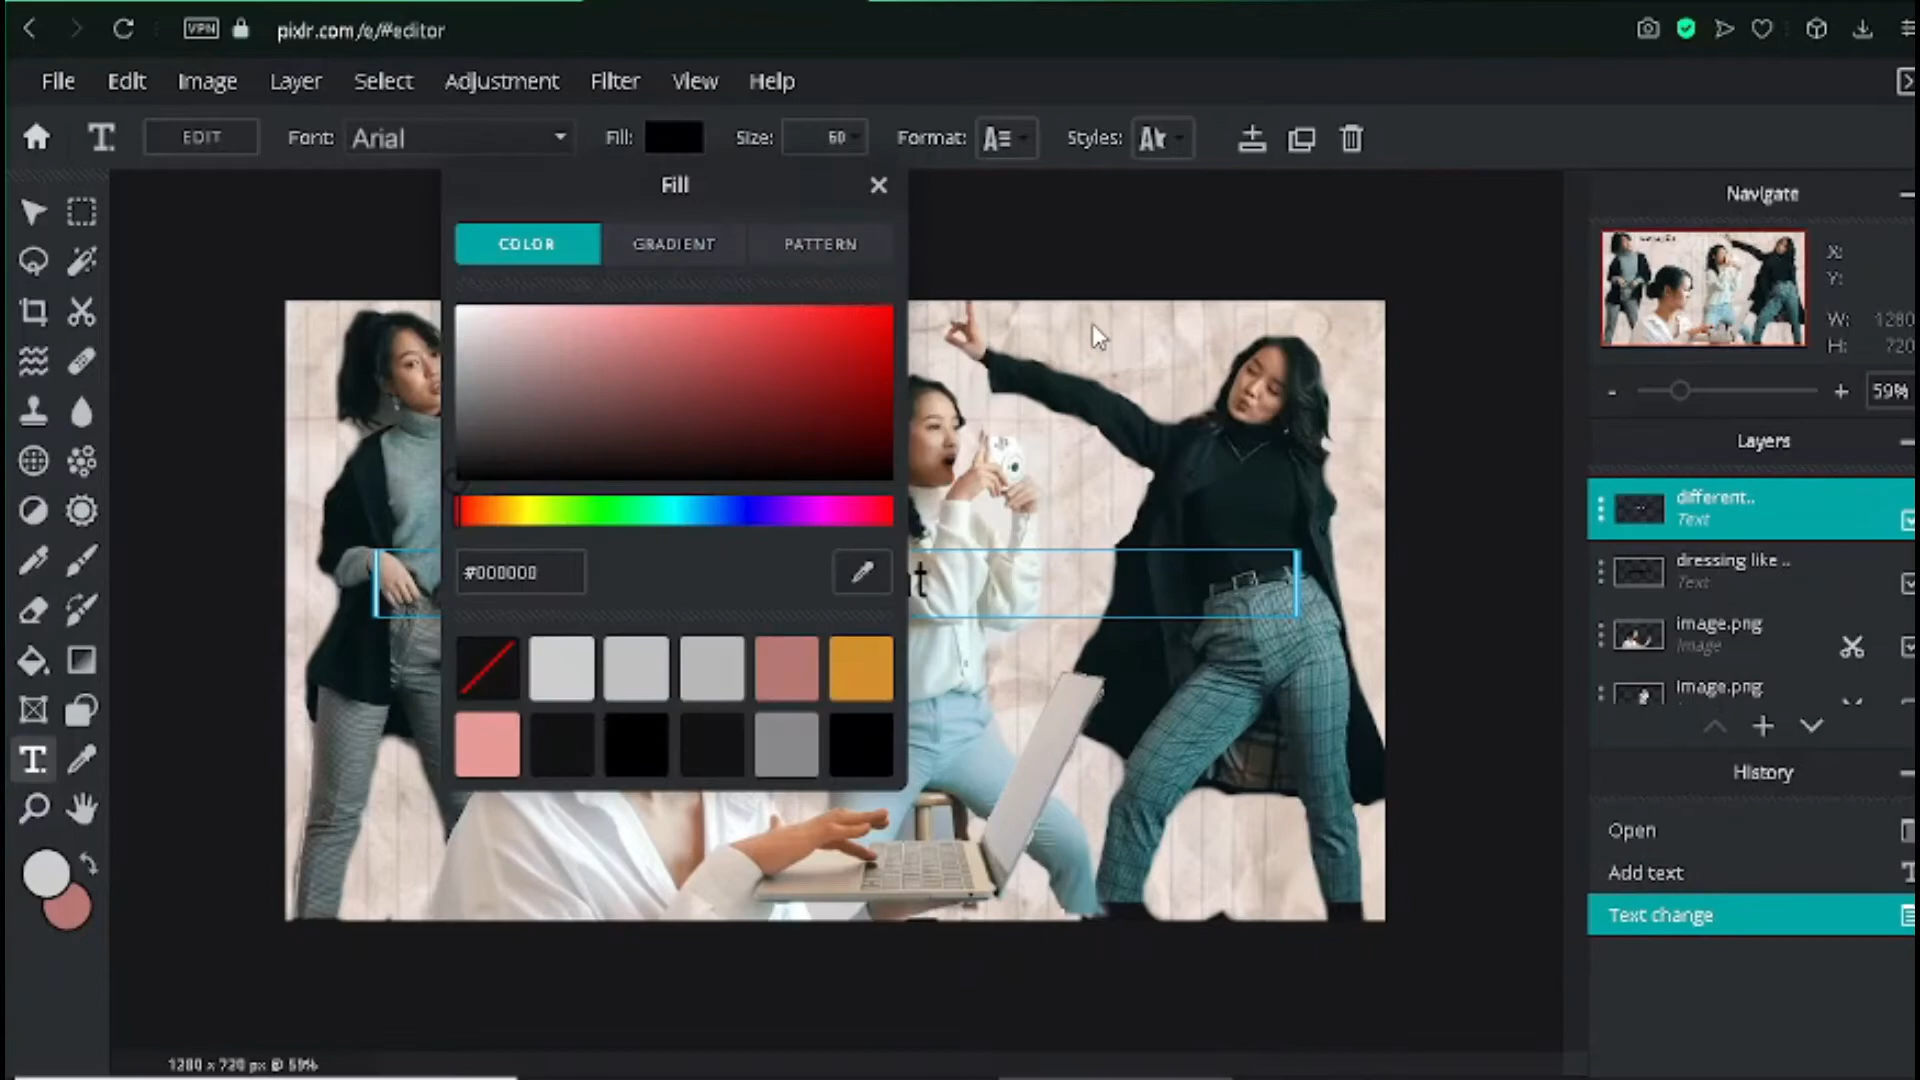 VPN pixlr.com/e/#editor
File Edit Image Layer Select Adjustment Filter View Help
T. EDIT Font: Arial Fill: Size: 60 Format: A Styles: A
Fill
COLOR GRADIENT PATTERN
#000000
t
T.
1280 x 720 px @ 59%
Navigate
X:
Y:
W: 1280
H: 720
- + 59%
Layers
different..
Text
dressing like ..
Text
image.png
Image
image.png
History
Open
Add text
Text change